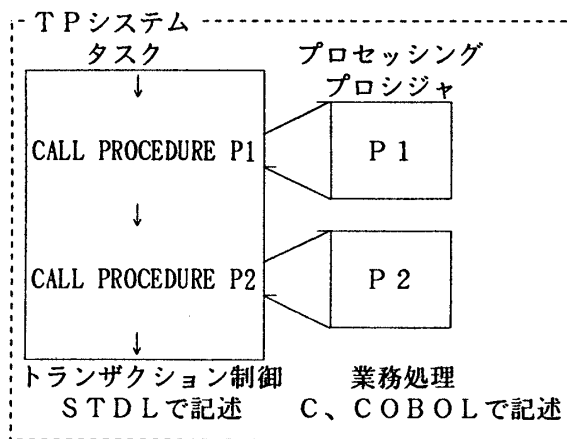 TPシステム
タスク
プロセッシング
プロシジャ
↓
CALL PROCEDURE P1
P1
↓
CALL PROCEDURE P2
P2
↓
トランザクション制御
STDLで記述
業務処理
C、COBOLで記述